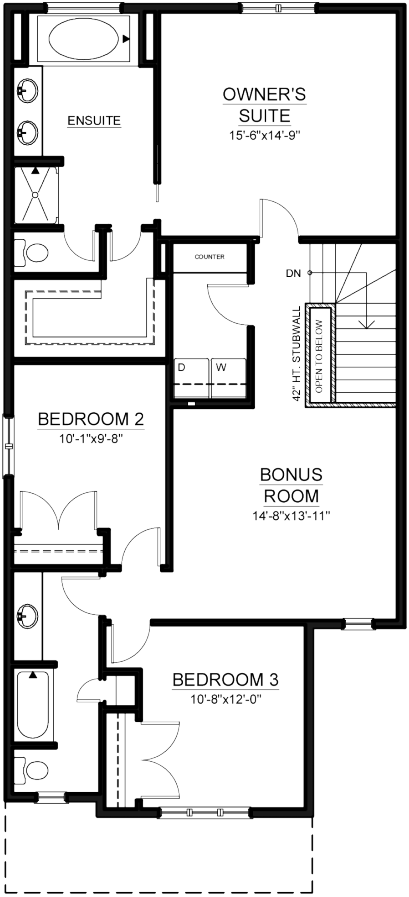 OWNER'S
SUITE
15'-6"x14'-9"
ENSUITE
COUNTER
DN
42" HT. STUBWALL
OPEN TO BELOW
D
W
BEDROOM 2
10'-1"x9'-8"
BONUS
ROOM
14'-8"x13'-11"
BEDROOM 3
10'-8"x12'-0"